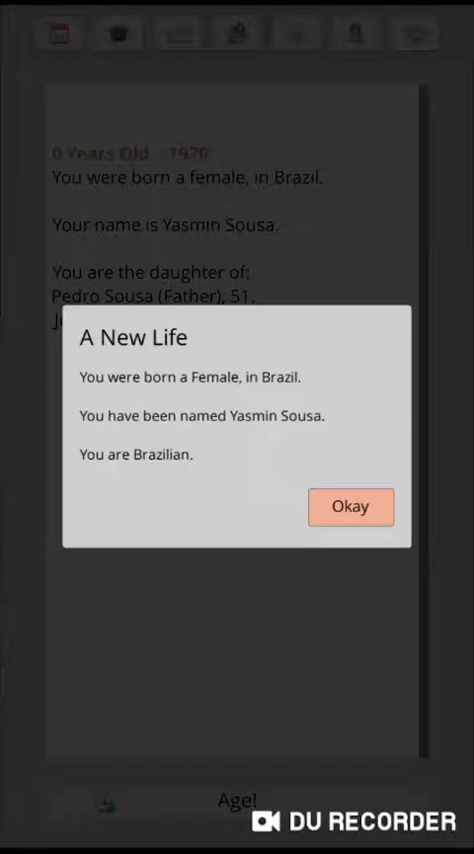 0 Years Old 1970
You were born a female, in Brazil.
Your name is Yasmin Sousa.
You are the daughter of:
Pedro Sousa (Father), 51.
A New Life
You were born a Female, in Brazil.
You have been named Yasmin Sousa.
You are Brazilian.
Okay
Age!
DU RECORDER